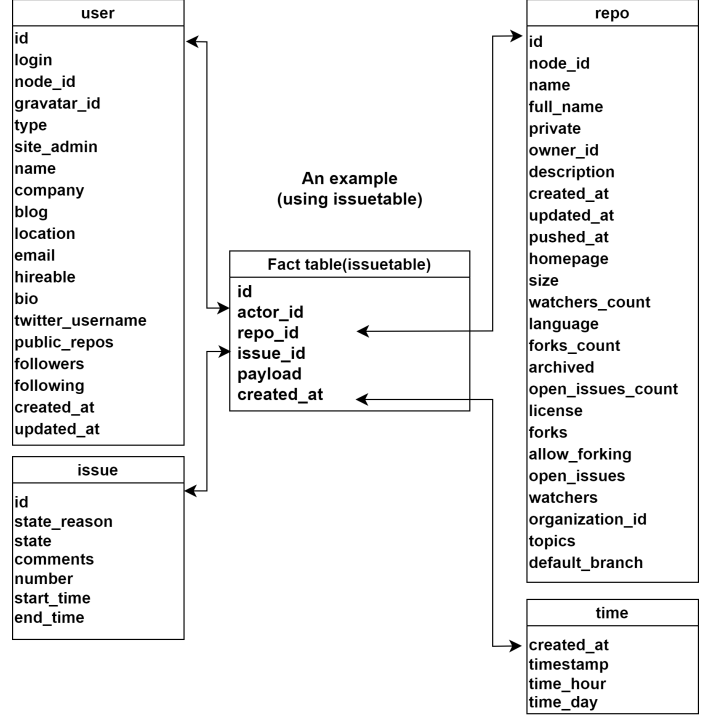 user
id
login
node_id
gravatar_id
type
site_admin
name
company
blog
location
email
hireable
bio
twitter_username
public_repos
followers
following
created_at
updated_at
issue
id
state_reason
state
comments
number
start_time
end_time
An example
(using issuetable)
Fact table(issuetable)
id
actor_id
repo_id
issue_id
payload
created_at
repo
id
node_id
name
full_name
private
owner_id
description
created_at
updated_at
pushed_at
homepage
size
watchers_count
language
forks_count
archived
open_issues_count
license
forks
allow_forking
open_issues
watchers
organization_id
topics
default_branch
time
created_at
timestamp
time_hour
time_day